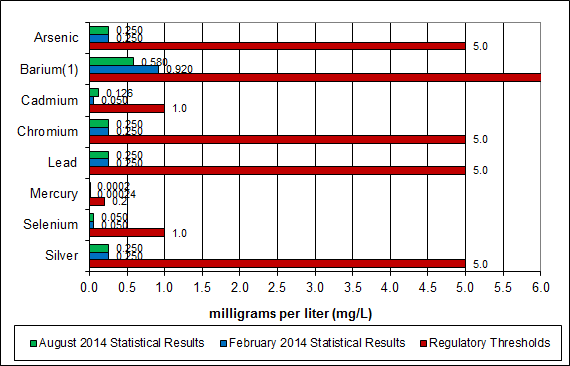 Arsenic
0.250
0.250
5.0
Barium(1)
0.580
0.920
Cadmium
0.126
0.050
1.0
Chromium
0.250
0.250
5.0
Lead
0.250
0.250
5.0
Mercury
0.0002
0.00024
0.2
Selenium
0.050
0.050
1.0
Silver
0.250
0.250
5.0
0.0 0.5 1.0 1.5 2.0 2.5 3.0 3.5 4.0 4.5 5.0 5.5 6.0
milligrams per liter (mg/L)
August 2014 Statistical Results February 2014 Statistical Results Regulatory Thresholds